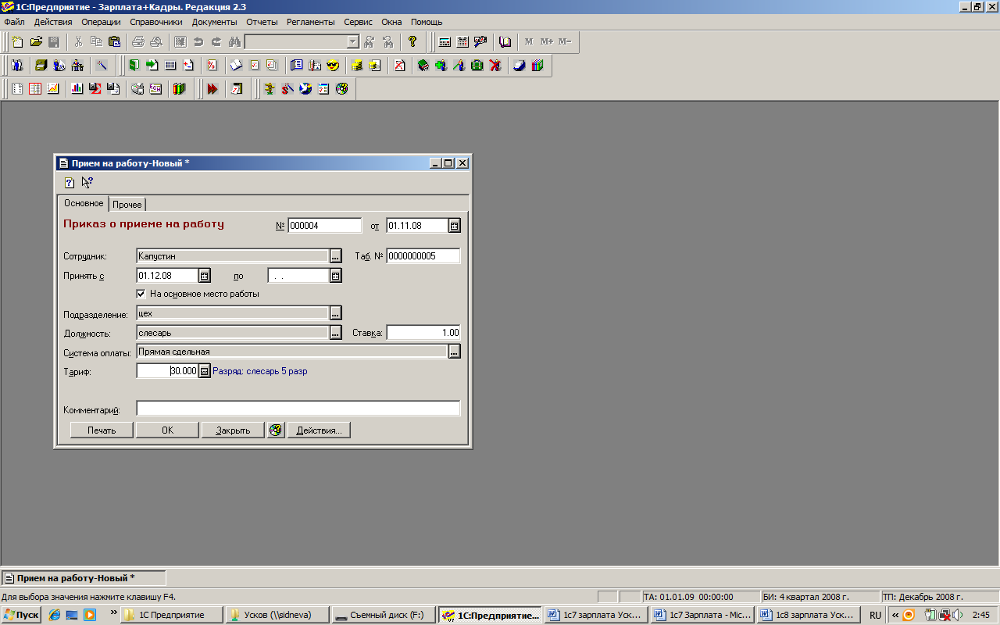 1С:Предприятие - Зарплата+Кадры. Редакция 2.3
Файл Действия Операции Справочники Документы Отчеты Регламенты Сервис Окна Помощь
M M+ M−
Прием на работу-Новый *
Основное Прочее
Приказ о приеме на работу № 000004 от 01.11.08
Сотрудник: Капустин ... Таб. № 0000000005
Принять с 01.12.08 по . .
На основное место работы
Подразделение: цех ...
Должность: слесарь ... Ставка: 1.00
Система оплаты: Прямая сдельная ...
Тариф: 30.000 Разряд: слесарь 5 разр
Комментарий:
Печать OK Закрыть Действия...
Прием на работу-Новый *
Для выбора значения нажмите клавишу F4. ТА: 01.01.09 00:00:00 БИ: 4 квартал 2008 г. ТП: Декабрь 2008 г.
Пуск » 1С Предприятие Усков (\\sidneva) Съемный диск (F:) 1С:Предприятие... 1с7 зарплата Уск... 1с7 Зарплата - Mic... 1с8 зарплата Уск... RU « 2:45